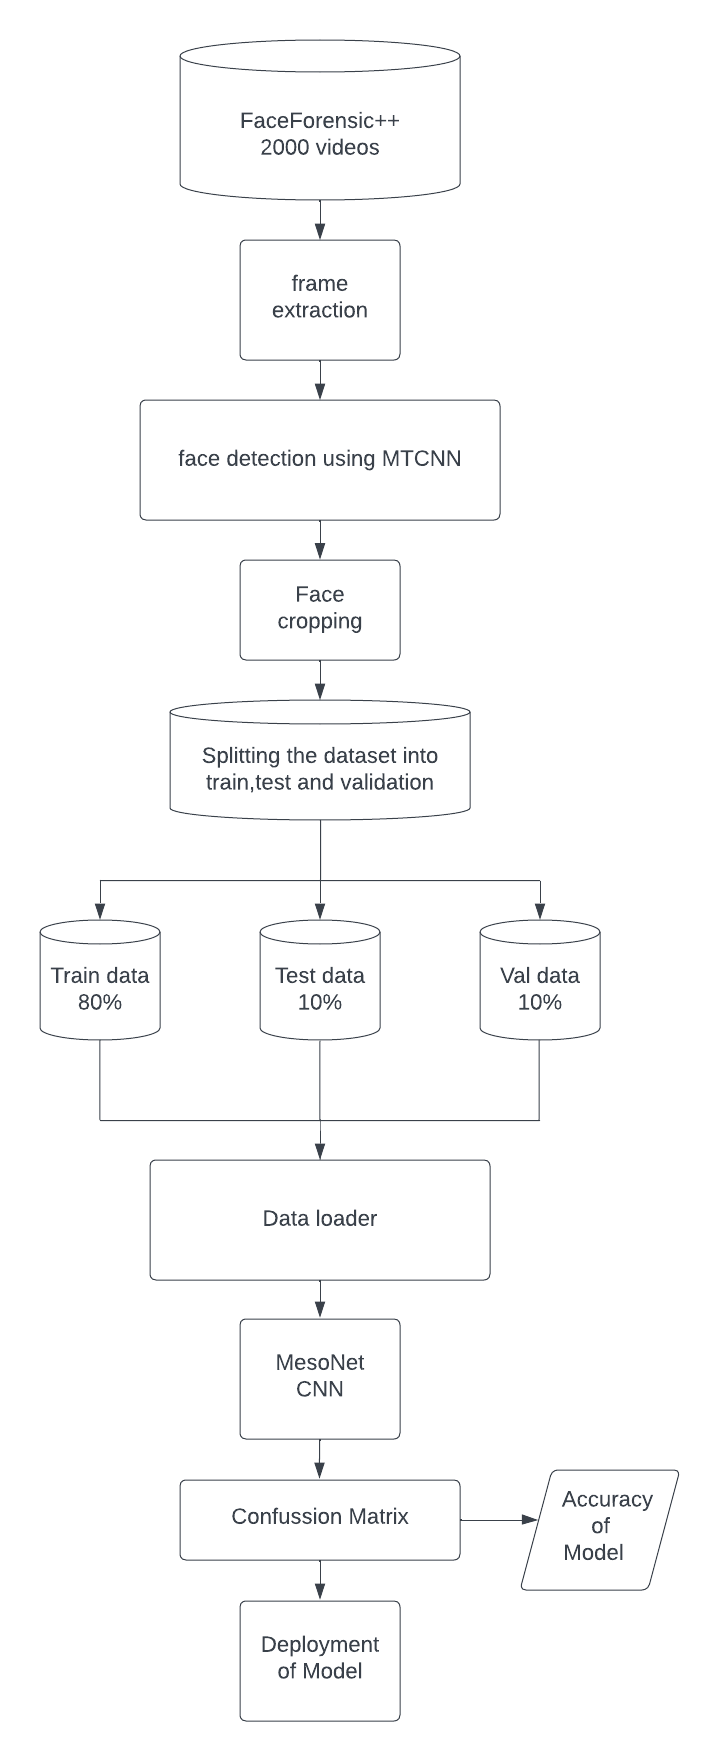 FaceForensic++
2000 videos
frame
extraction
face detection using MTCNN
Face
cropping
Splitting the dataset into
train,test and validation
Train data
80%
Test data
10%
Val data
10%
Data loader
MesoNet
CNN
Confussion Matrix
Accuracy
of
Model
Deployment
of Model